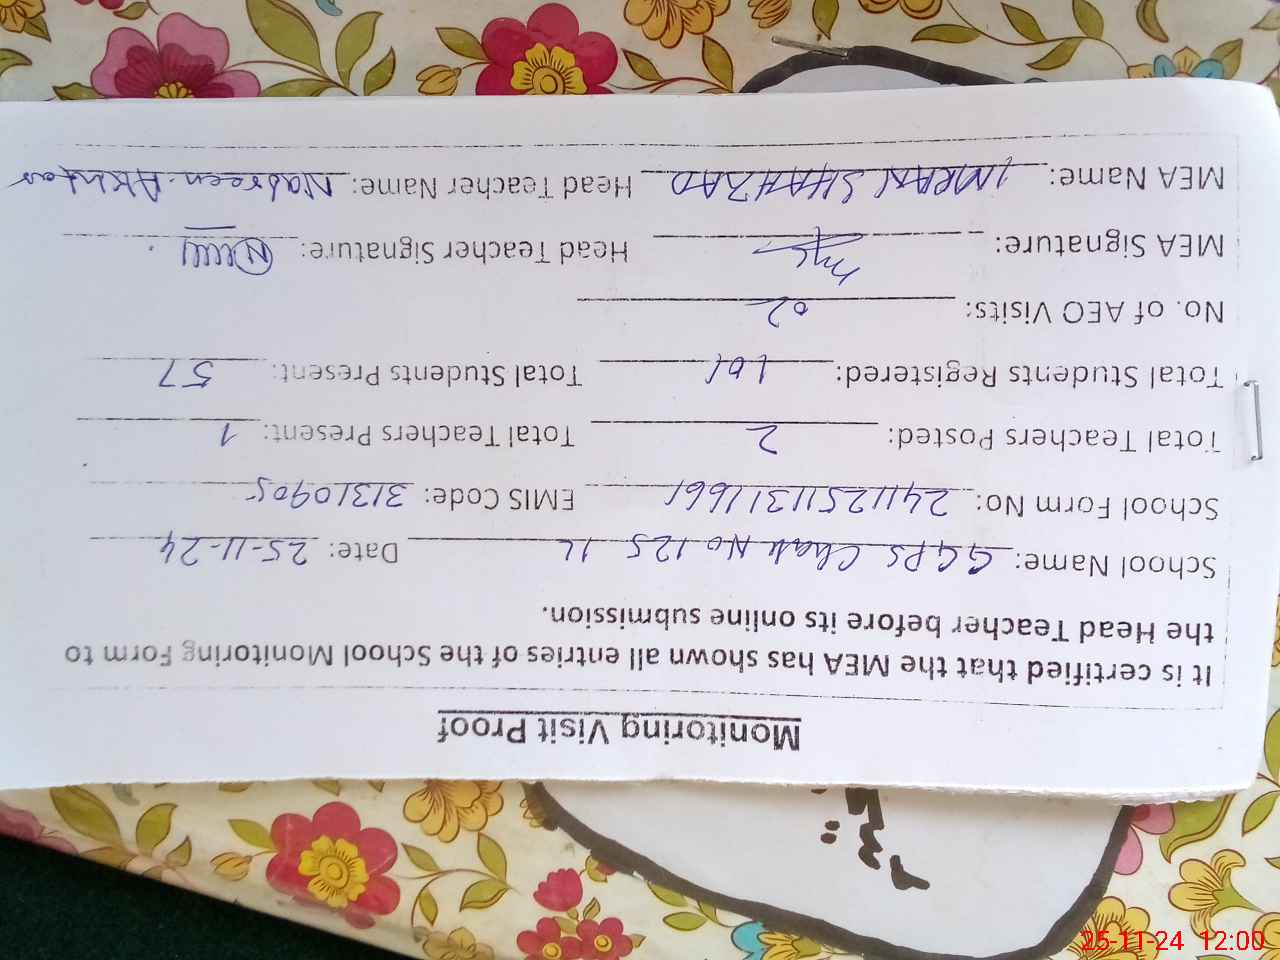 Monitoring Visit Proof
It is certified that the MEA has shown all entries of the School Monitoring Form to
the Head Teacher before its online submission.
School Name: GGPS Chak No 125 1L Date: 25-11-24
School Form No: 24112511311661 EMIS Code: 31310905
Total Teachers Posted: 2 Total Teachers Present: 1
Total Students Registered: 101 Total Students Present: 57
No. of AEO Visits: 02
MEA Signature: Head Teacher Signature:
MEA Name: IMRAN SHAHZAD Head Teacher Name: Nasreen Akhtar
25-11-24 12:00